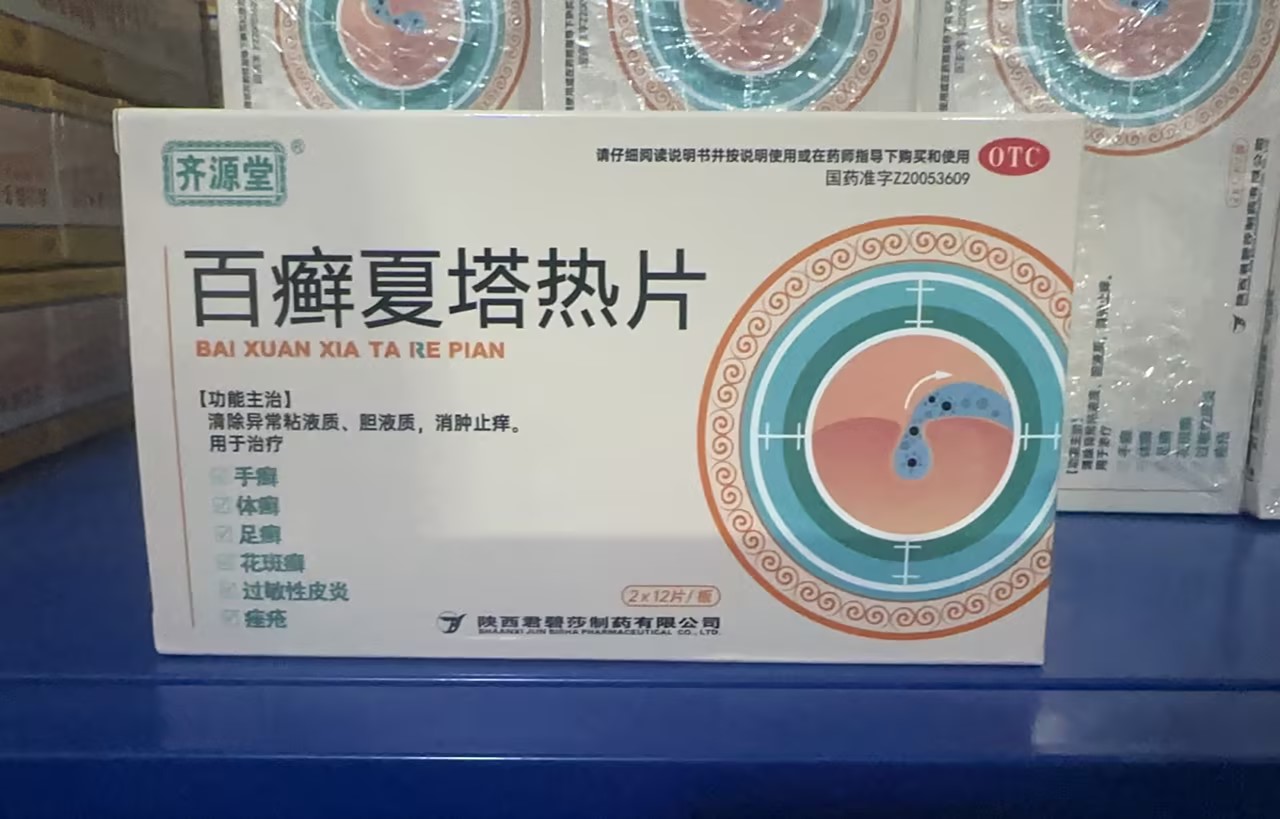 齐源堂®
请仔细阅读说明书并按说明使用或在药师指导下购买和使用
OTC
国药准字Z20053609
百癣夏塔热片
BAI XUAN XIA TA RE PIAN
【功能主治】
清除异常粘液质、胆液质，消肿止痒。
用于治疗
手癣
体癣
足癣
花斑癣
过敏性皮炎
痤疮
2x12片/板
陕西君碧莎制药有限公司
SHAANXI JUN BISHA PHARMACEUTICAL CO., LTD.